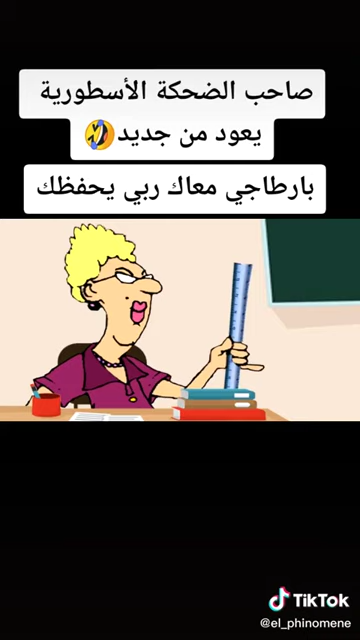 صاحب الضحكة الأسطورية
يعود من جديد🤣
بارطاجي معاك ربي يحفظك
TikTok
@el_phinomene